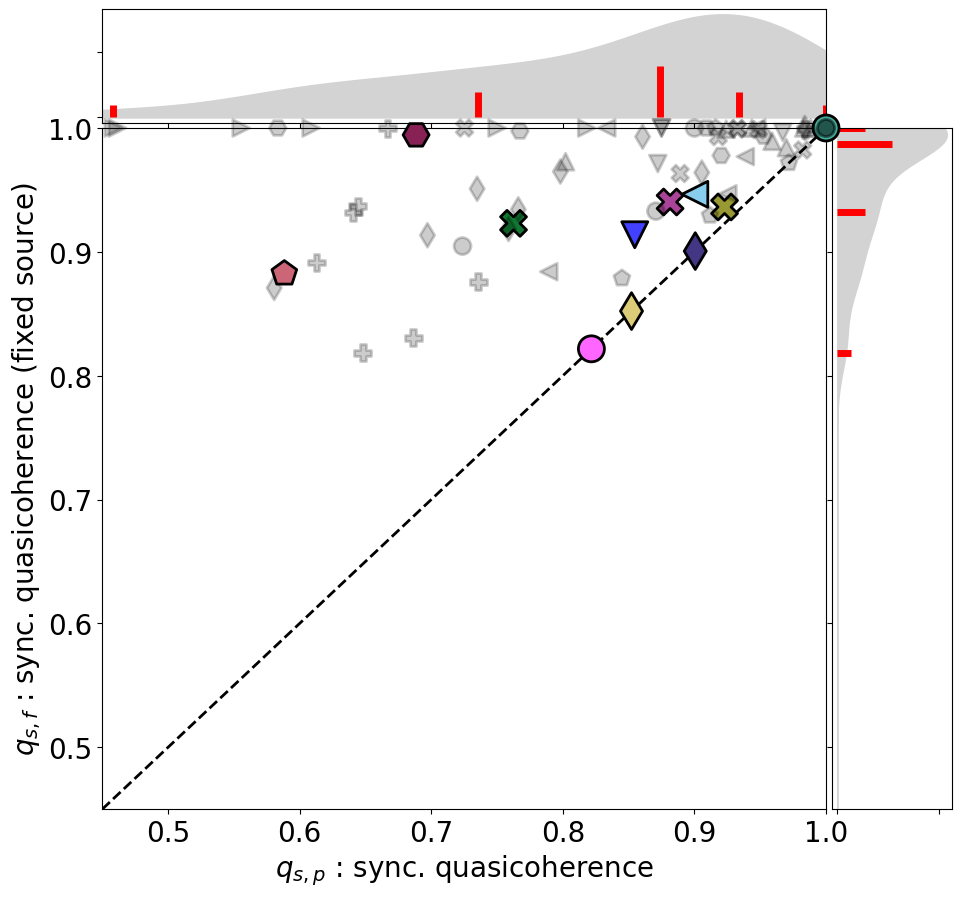 1.0
0.9
0.8
0.7
0.6
0.5
q_{s,f} : sync. quasicoherence (fixed source)
0.5 0.6 0.7 0.8 0.9 1.0
q_{s,p} : sync. quasicoherence